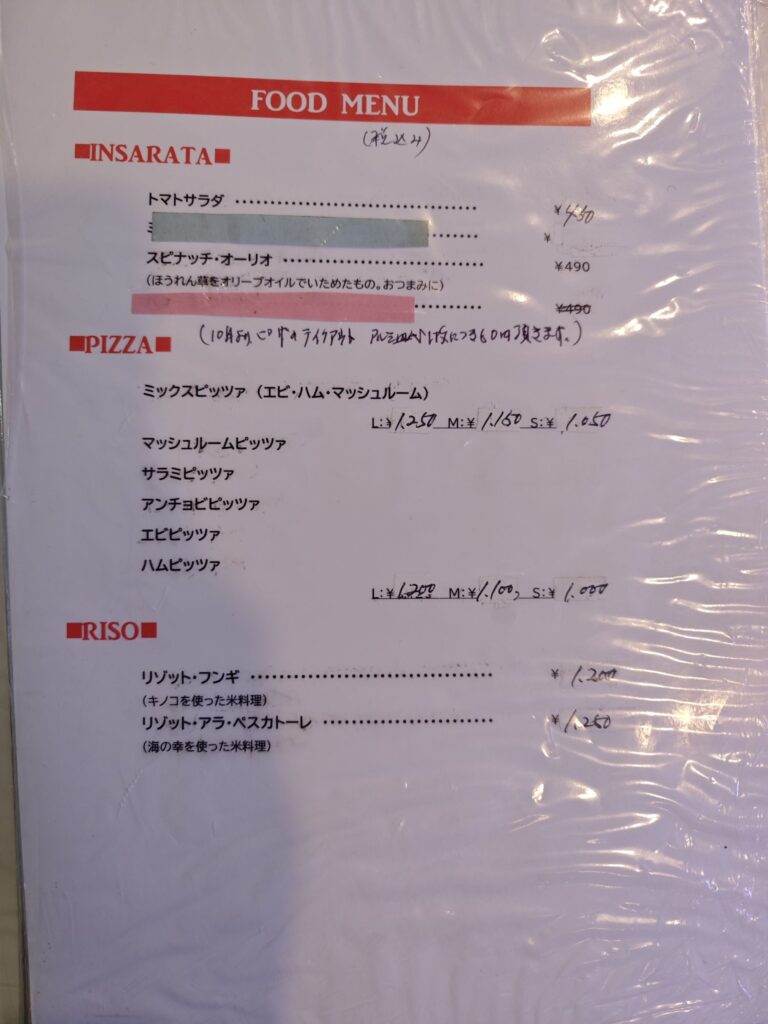 FOOD MENU
(税込み)
■INSARATA■
トマトサラダ ¥450
¥
スピナッチ・オーリオ ¥490
(ほうれん草をオリーブオイルでいためたもの。おつまみに)
¥490
■PIZZA■ (10月より、ピザのテイクアウト アルミ皿1枚につき60円頂きます。)
ミックスピッツァ (エビ・ハム・マッシュルーム)
L:¥1.250 M:¥1.150 S:¥1.050
マッシュルームピッツァ
サラミピッツァ
アンチョビピッツァ
エビピッツァ
ハムピッツァ
L:¥1.200 M:¥1.100 S:¥1.000
■RISO■
リゾット・フンギ ¥1.200
(キノコを使った米料理)
リゾット・アラ・ペスカトーレ ¥1.250
(海の幸を使った米料理)